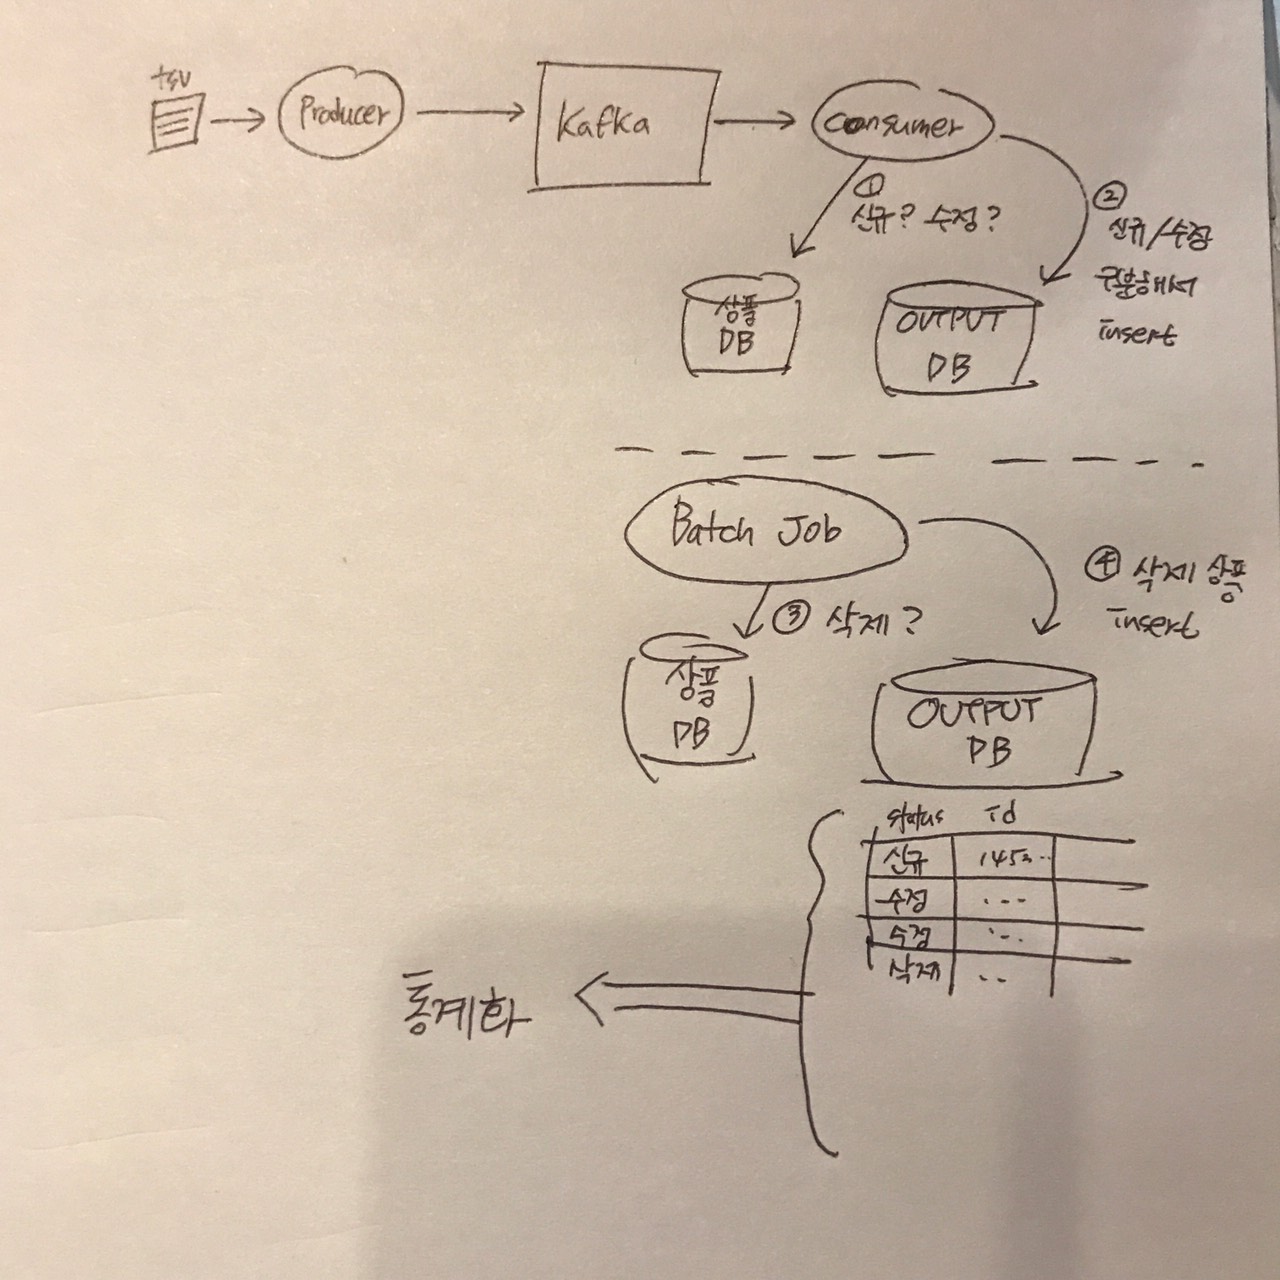 tsv
Producer
Kafka
Consumer
①
신규? 수정?
②
신규/수정
구분해서
insert
상품
DB
OUTPUT
DB
Batch Job
③ 삭제?
④ 삭제 상품
insert
상품
DB
OUTPUT
DB
status id
신규 1452..
수정 ...
수정 ...
삭제 ..
통계화